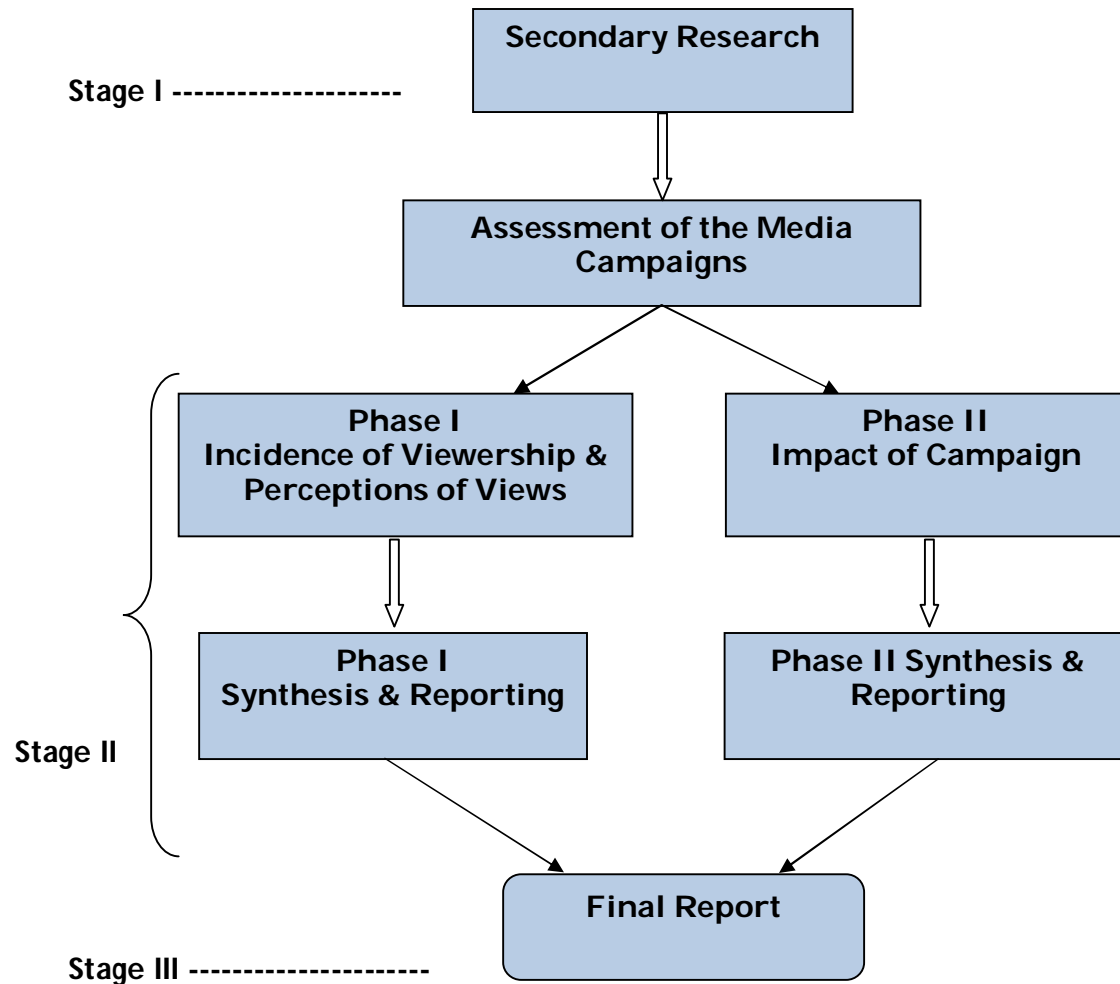 Secondary Research
Stage I ---------------------
Assessment of the Media
Campaigns
Phase I
Incidence of Viewership &
Perceptions of Views
Phase II
Impact of Campaign
Phase I
Synthesis & Reporting
Phase II Synthesis &
Reporting
Stage II
Final Report
Stage III ----------------------